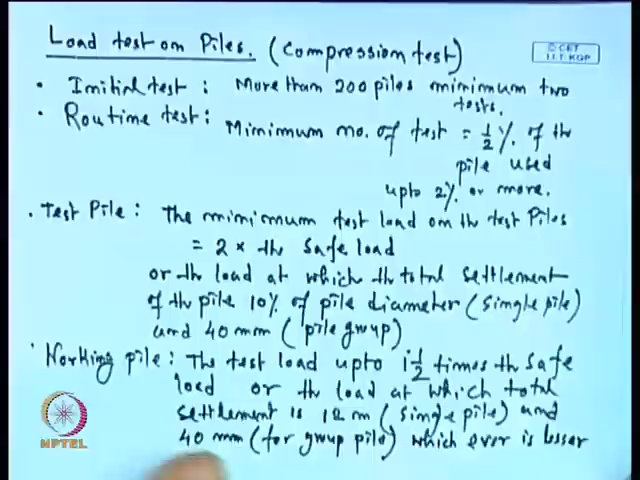 Load test on Piles. (Compression test)
© CET
I.I.T. KGP
• Initial test : More than 200 piles minimum two
tests.
• Routine test : Minimum no. of test = 1/2 % of the
pile used
upto 2% or more.
• Test Pile : The minimum test load on the test Piles
= 2 × the safe load
or the load at which the total settlement
of the pile 10% of pile diameter (single pile)
and 40 mm (pile group)
• Working pile : The test load upto 1 1/2 times the safe
load or the load at which total
settlement is 12 m (single pile) and
40 mm (for group pile) which ever is lesser
NPTEL